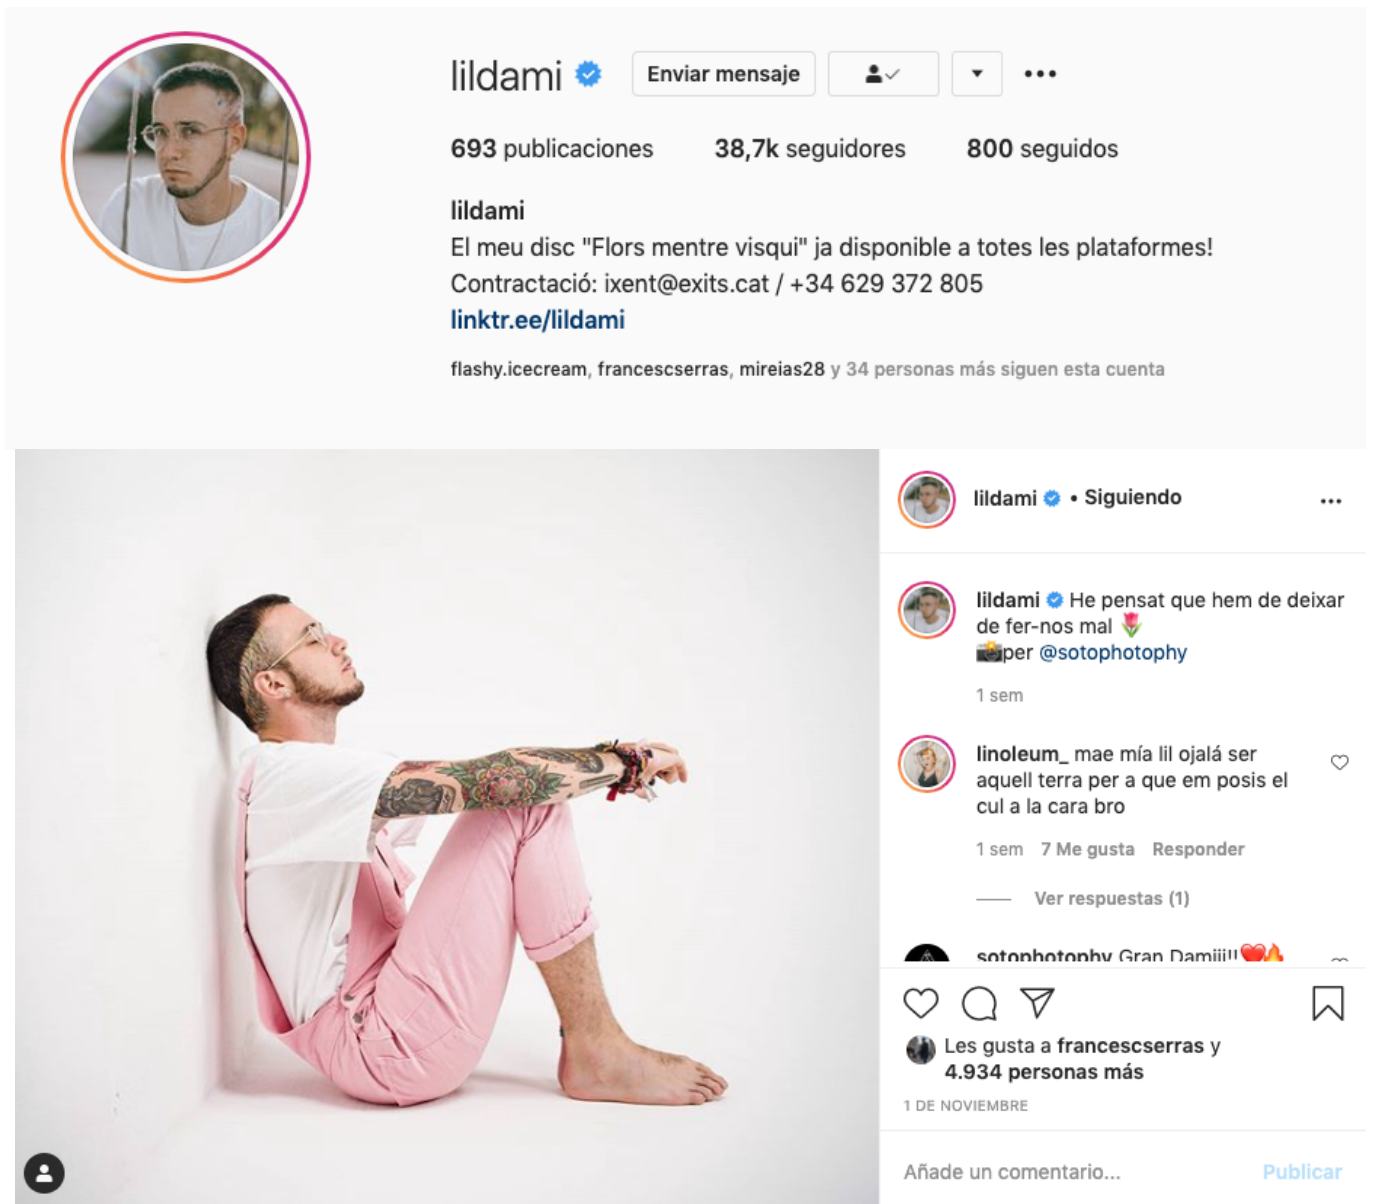 lildami
Enviar mensaje
693 publicaciones 38,7k seguidores 800 seguidos
lildami
El meu disc "Flors mentre visqui" ja disponible a totes les plataformes!
Contractació: ixent@exits.cat / +34 629 372 805
linktr.ee/lildami
flashy.icecream, francescserras, mireias28 y 34 personas más siguen esta cuenta
lildami • Siguiendo
lildami He pensat que hem de deixar
de fer-nos mal 🌷
📸per @sotophotophy
1 sem
linoleum_ mae mía lil ojalá ser
aquell terra per a que em posis el
cul a la cara bro
1 sem 7 Me gusta Responder
Ver respuestas (1)
sotophotophy Gran Damiii!!❤️🔥
Les gusta a francescserras y
4.934 personas más
1 DE NOVIEMBRE
Añade un comentario... Publicar